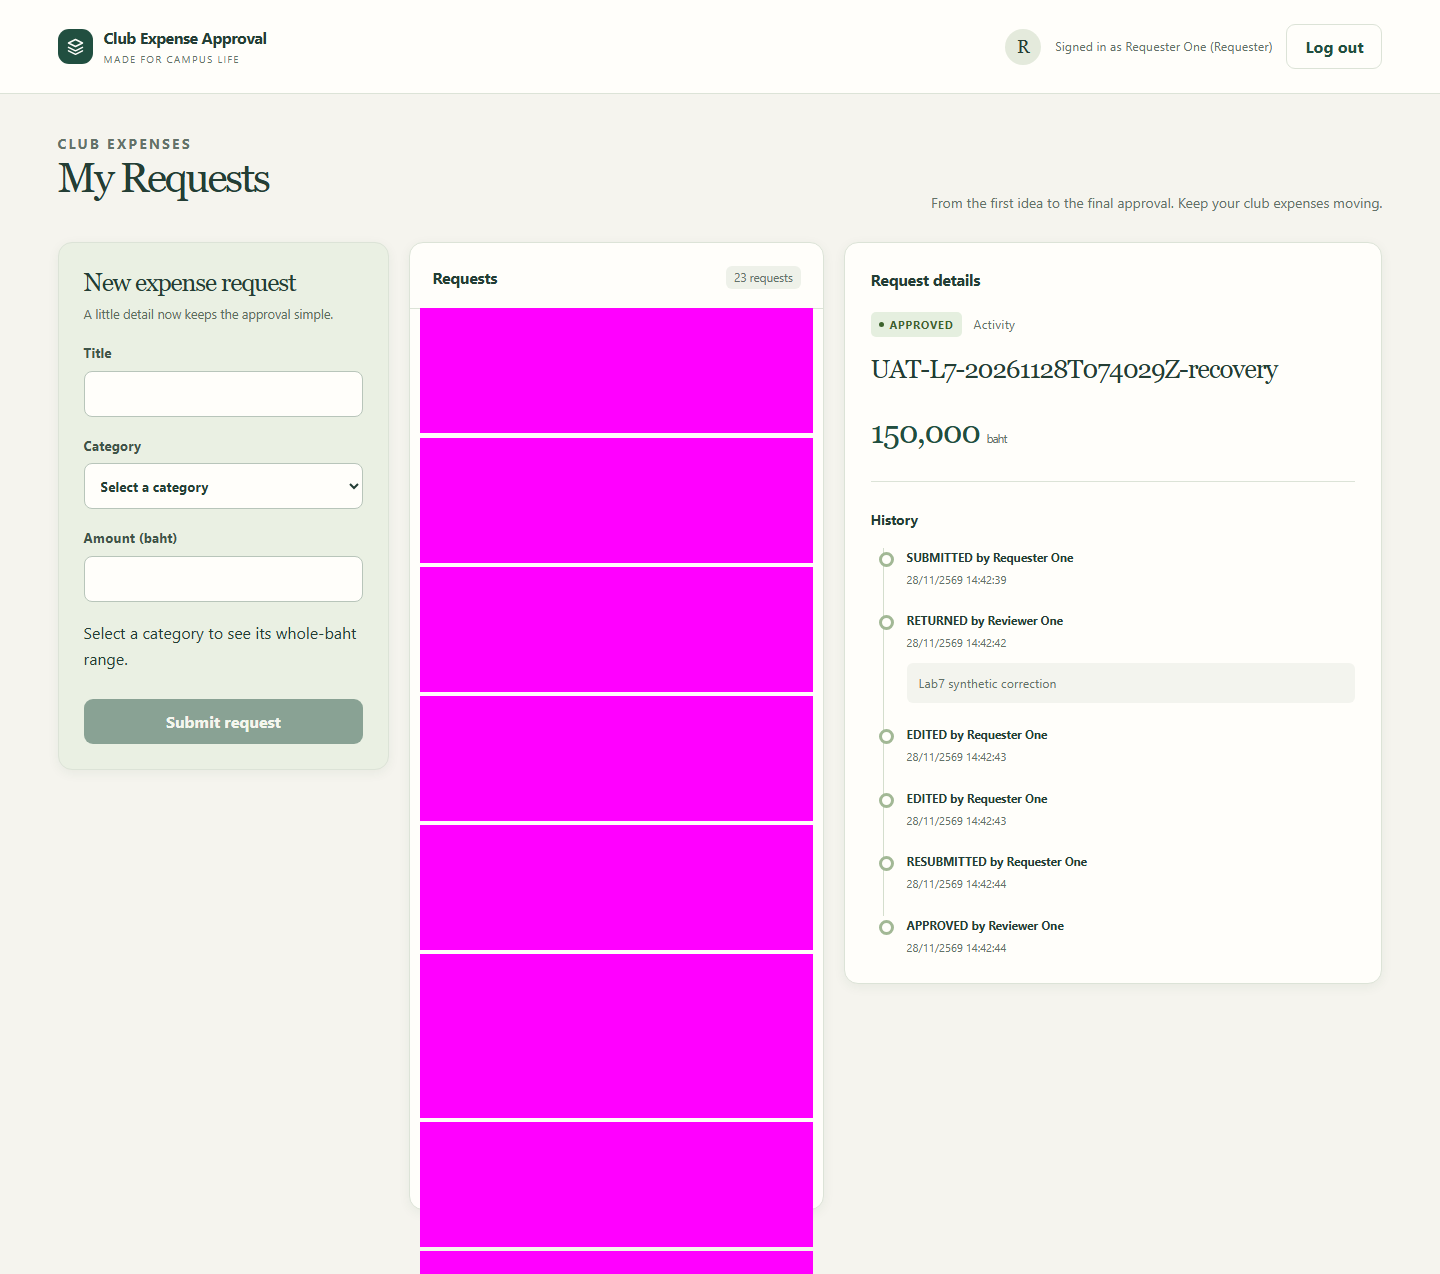 Club Expense Approval
MADE FOR CAMPUS LIFE
R
Signed in as Requester One (Requester)
Log out
CLUB EXPENSES
My Requests
From the first idea to the final approval. Keep your club expenses moving.
New expense request
A little detail now keeps the approval simple.
Title
Category
Select a category
Amount (baht)
Select a category to see its whole-baht
range.
Submit request
Requests
23 requests
Request details
APPROVED
Activity
UAT-L7-20261128T074029Z-recovery
150,000 baht
History
SUBMITTED by Requester One
28/11/2569 14:42:39
RETURNED by Reviewer One
28/11/2569 14:42:42
Lab7 synthetic correction
EDITED by Requester One
28/11/2569 14:42:43
EDITED by Requester One
28/11/2569 14:42:43
RESUBMITTED by Requester One
28/11/2569 14:42:44
APPROVED by Reviewer One
28/11/2569 14:42:44